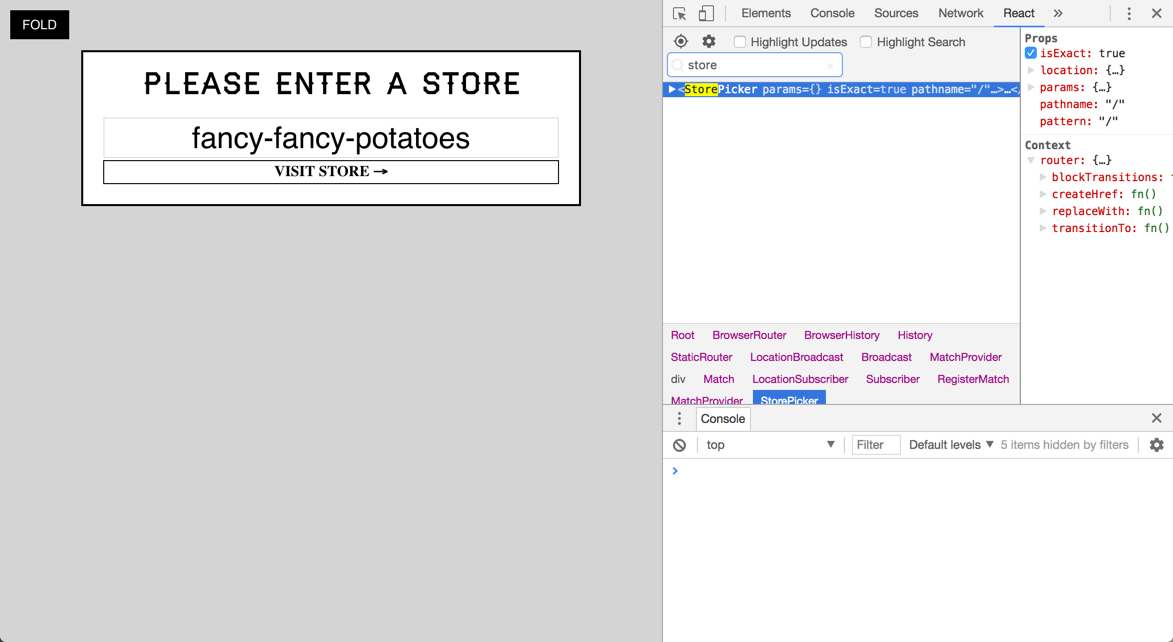 FOLD
PLEASE ENTER A STORE
fancy-fancy-potatoes
VISIT STORE →
Elements Console Sources Network React »
Highlight Updates Highlight Search
store
▶<StorePicker params={} isExact=true pathname="/"…>…</
Root BrowserRouter BrowserHistory History
StaticRouter LocationBroadcast Broadcast MatchProvider
div Match LocationSubscriber Subscriber RegisterMatch
MatchProvider StorePicker
Props
isExact: true
location: {…}
params: {…}
pathname: "/"
pattern: "/"
Context
router: {…}
blockTransitions:
createHref: fn()
replaceWith: fn()
transitionTo: fn()
Console
top ▼ Filter Default levels ▼ 5 items hidden by filters